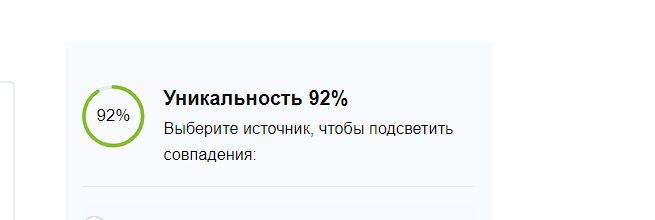 92%
Уникальность 92%
Выберите источник, чтобы подсветить
совпадения: